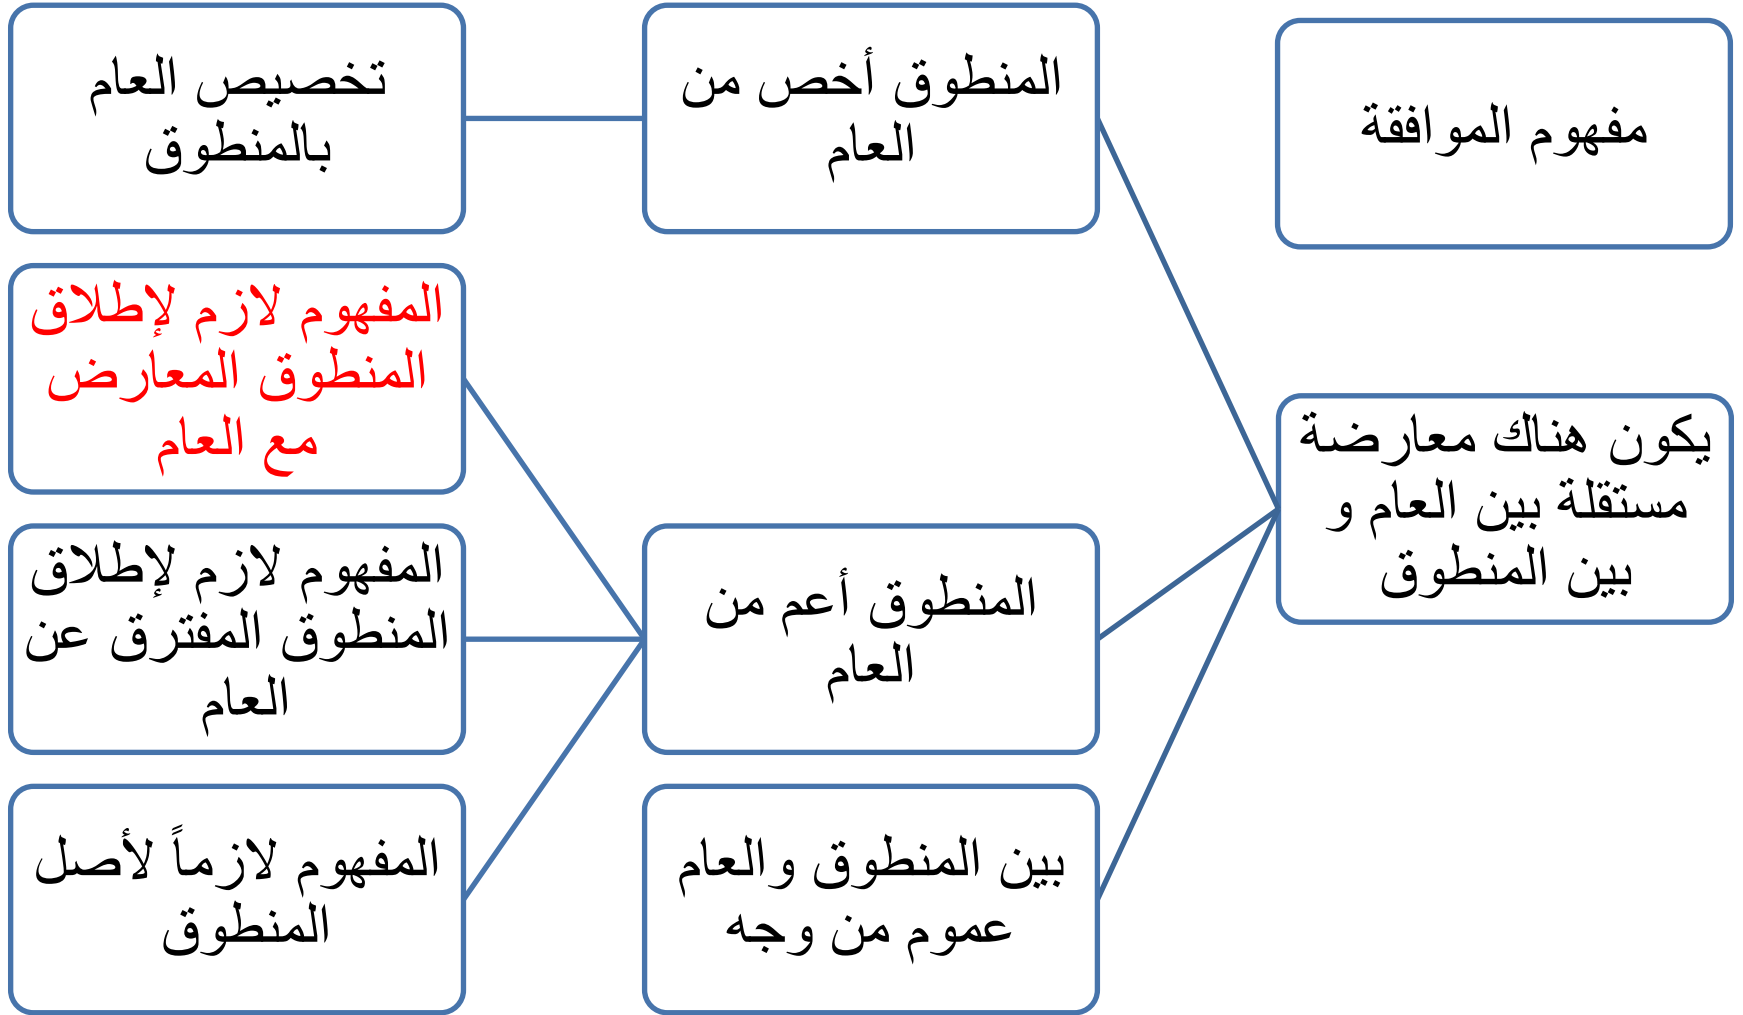 مفهوم الموافقة
يكون هناك معارضة
مستقلة بين العام و
بين المنطوق
المنطوق أخص من
العام
تخصيص العام
بالمنطوق
المنطوق أعم من
العام
المفهوم لازم لإطلاق
المنطوق المعارض
مع العام
المفهوم لازم لإطلاق
المنطوق المفترق عن
العام
المفهوم لازماً لأصل
المنطوق
بين المنطوق والعام
عموم من وجه